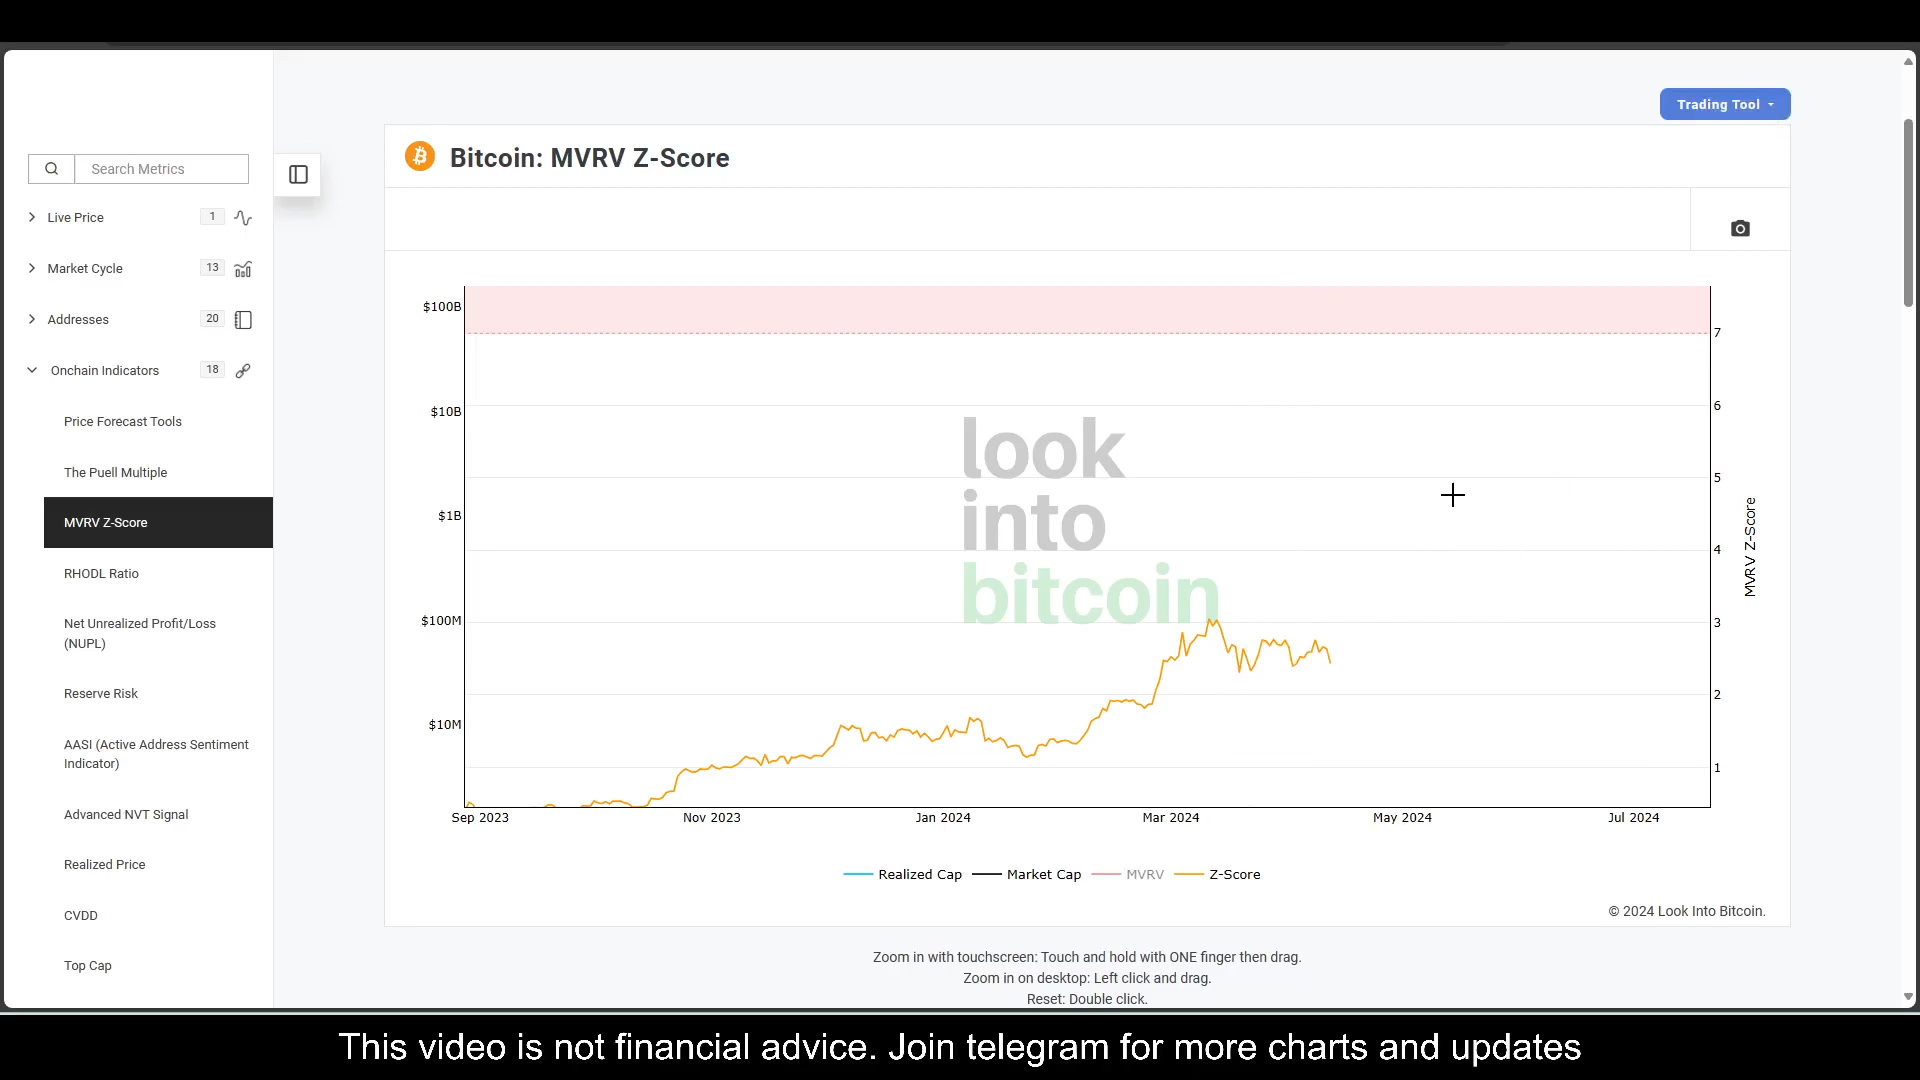 Trading Tool
Bitcoin: MVRV Z-Score
Search Metrics
Live Price 1
Market Cycle 13
Addresses 20
Onchain Indicators 18
Price Forecast Tools
The Puell Multiple
MVRV Z-Score
RHODL Ratio
Net Unrealized Profit/Loss
(NUPL)
Reserve Risk
AASI (Active Address Sentiment
Indicator)
Advanced NVT Signal
Realized Price
CVDD
Top Cap
$100B
$10B
$1B
$100M
$10M
look
into
bitcoin
7
6
5
4
3
2
1
MVRV Z-Score
Sep 2023 Nov 2023 Jan 2024 Mar 2024 May 2024 Jul 2024
Realized Cap Market Cap MVRV Z-Score
© 2024 Look Into Bitcoin.
Zoom in with touchscreen: Touch and hold with ONE finger then drag.
Zoom in on desktop: Left click and drag.
Reset: Double click.
This video is not financial advice. Join telegram for more charts and updates